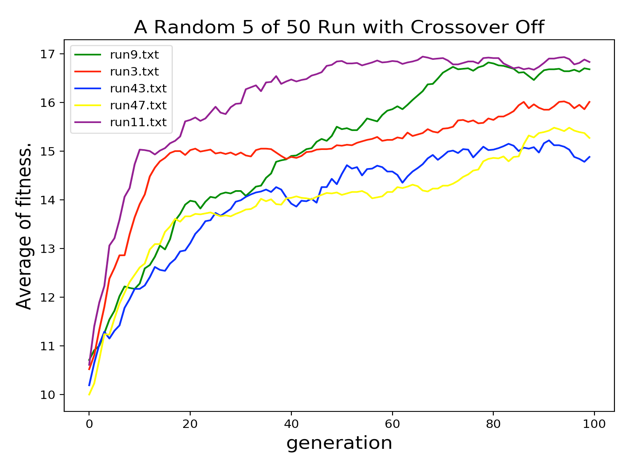 A Random 5 of 50 Run with Crossover Off
run9.txt
run3.txt
run43.txt
run47.txt
run11.txt
17
16
15
14
13
12
11
10
Average of fitness.
0 20 40 60 80 100
generation